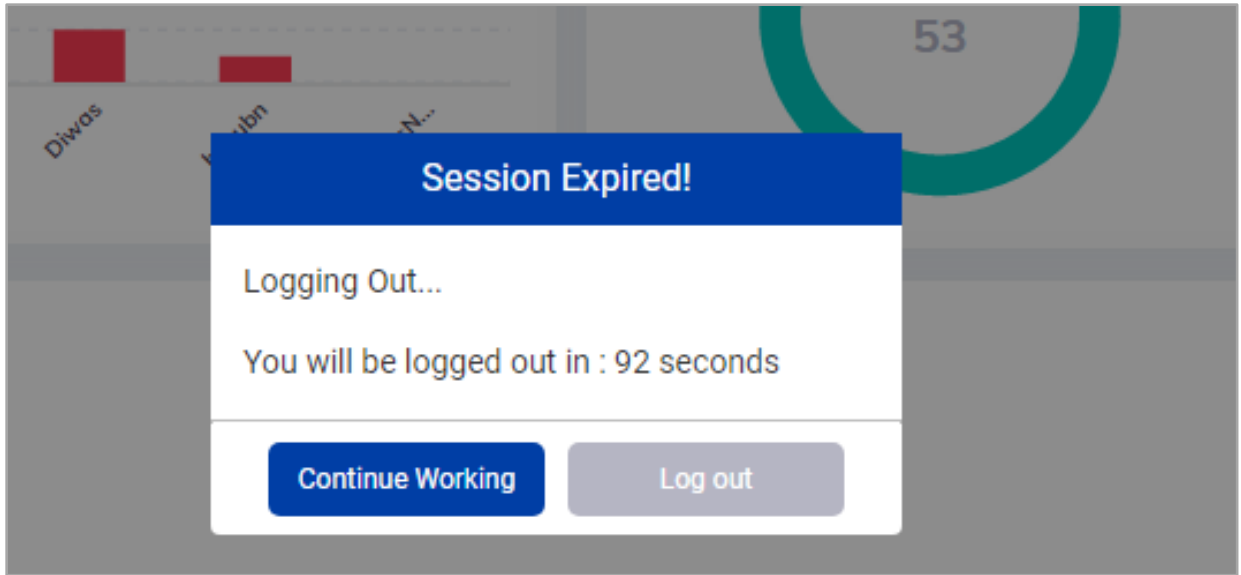 53
Diwas
Session Expired!
Logging Out...
You will be logged out in : 92 seconds
Continue Working
Log out